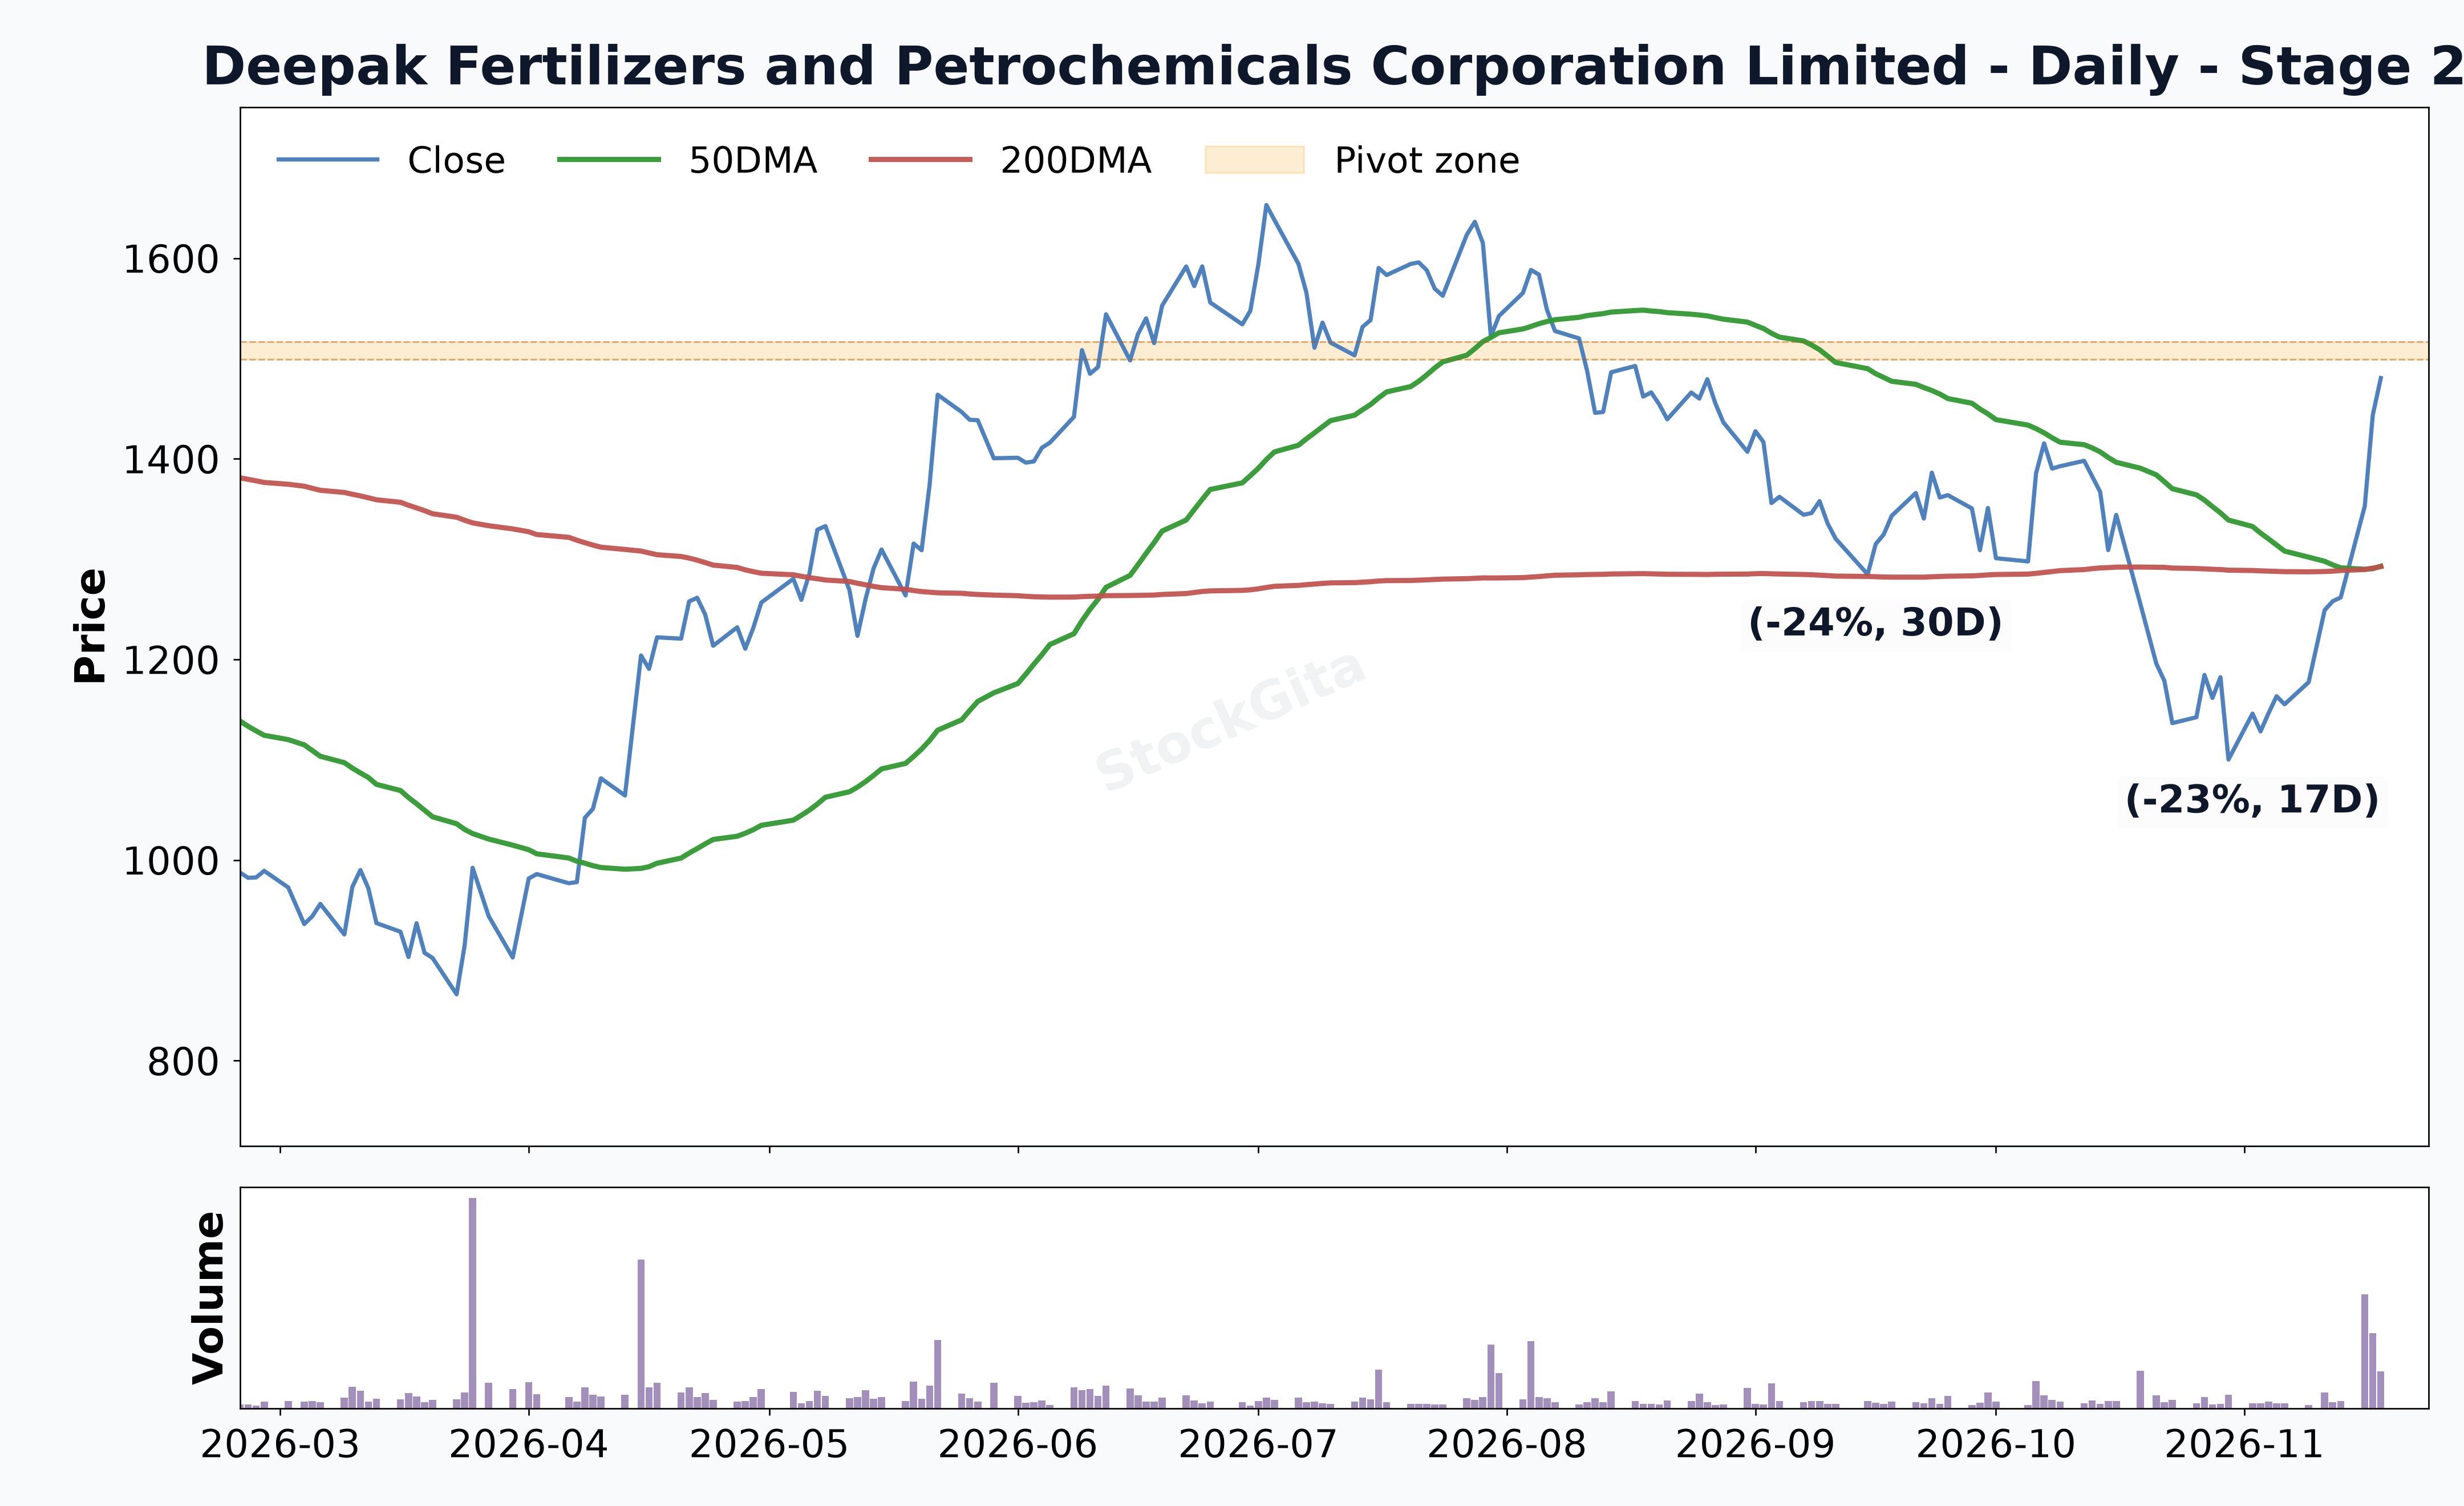 Deepak Fertilizers and Petrochemicals Corporation Limited - Daily - Stage 2
Close 50DMA 200DMA Pivot zone
1600
1400
1200
1000
800
Price
(-24%, 30D)
(-23%, 17D)
StockGita
Volume
2026-03 2026-04 2026-05 2026-06 2026-07 2026-08 2026-09 2026-10 2026-11